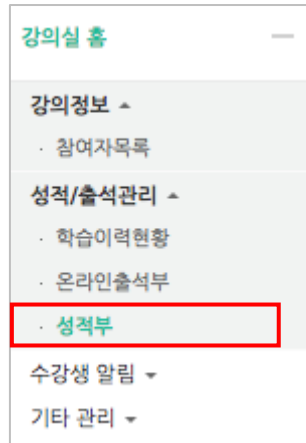 강의실 홈
강의정보
· 참여자목록
성적/출석관리
· 학습이력현황
· 온라인출석부
· 성적부
수강생 알림
기타 관리